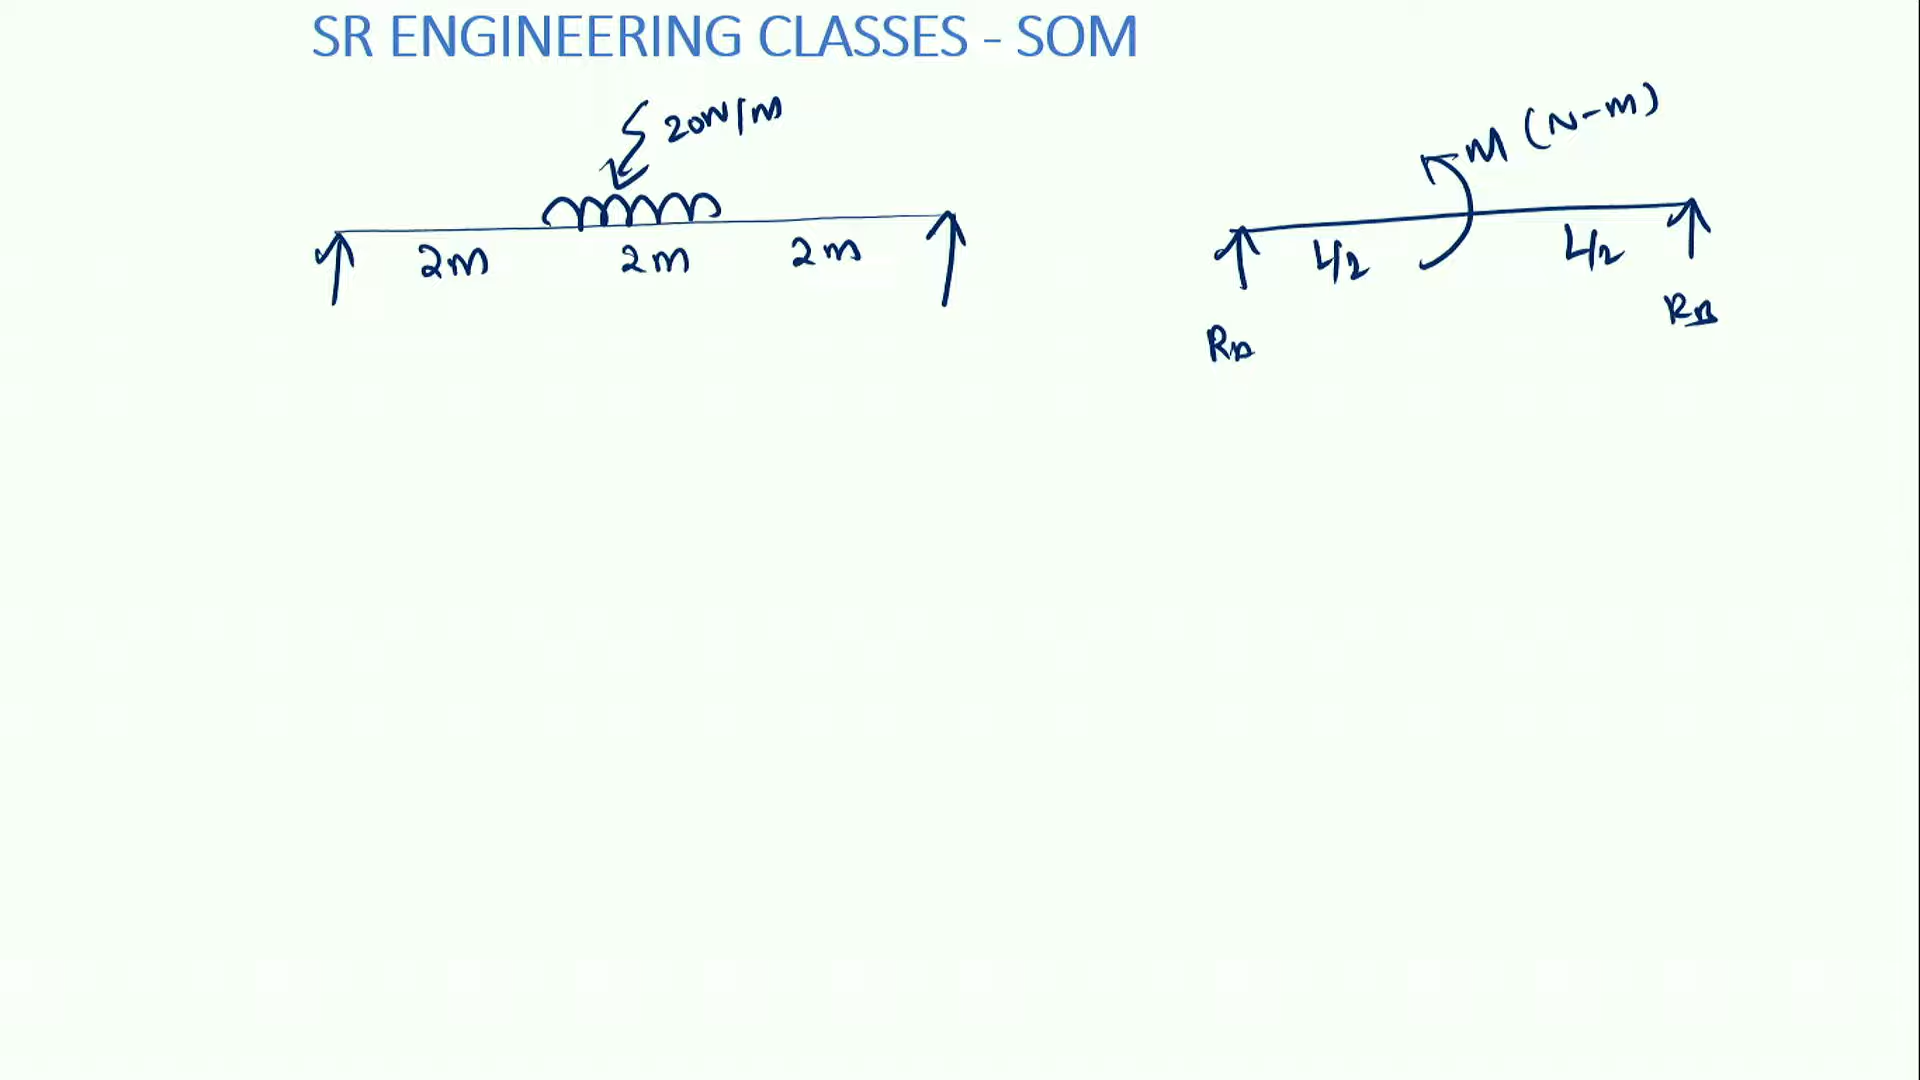 SR ENGINEERING CLASSES - SOM
20N/m
2m 2m 2m
M (N-m)
L/2 L/2
RA
RB